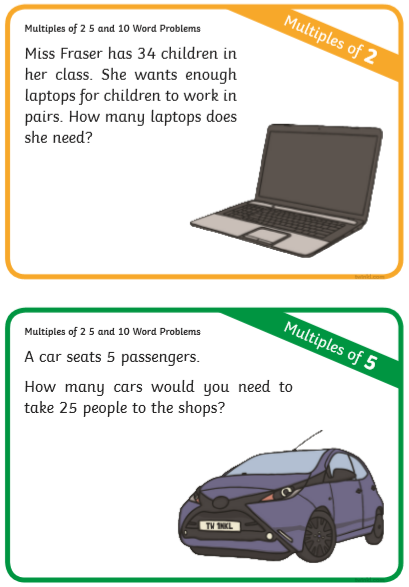 Multiples of 2 5 and 10 Word Problems
Multiples of 2
Miss Fraser has 34 children in
her class. She wants enough
laptops for children to work in
pairs. How many laptops does
she need?
Multiples of 2 5 and 10 Word Problems
Multiples of 5
A car seats 5 passengers.
How many cars would you need to
take 25 people to the shops?
TW 1NKL